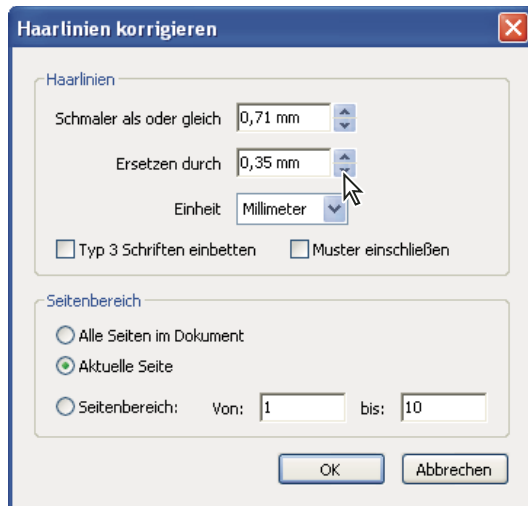 Haarlinien korrigieren
Haarlinien
Schmaler als oder gleich 0,71 mm
Ersetzen durch 0,35 mm
Einheit Millimeter
Typ 3 Schriften einbetten Muster einschließen
Seitenbereich
Alle Seiten im Dokument
Aktuelle Seite
Seitenbereich: Von: 1 bis: 10
OK Abbrechen